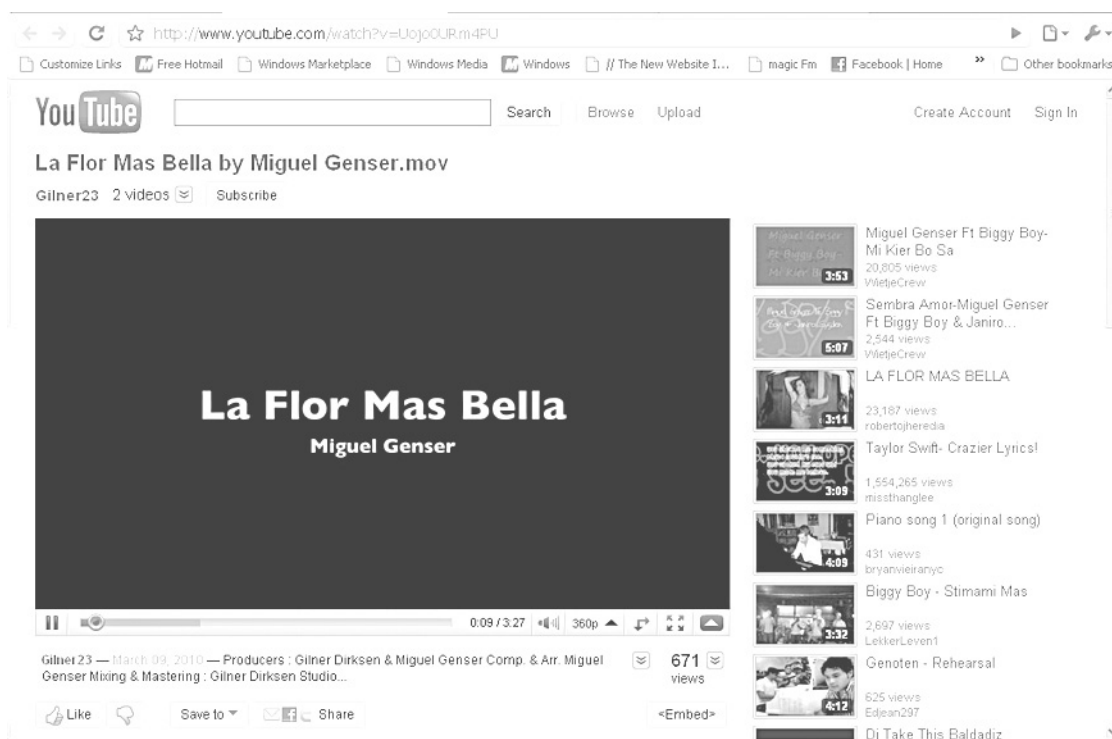 http://www.youtube.com/watch?v=UojoOURm4PU
Customize Links Free Hotmail Windows Marketplace Windows Media Windows // The New Website I... magic Fm Facebook | Home » Other bookmarks
YouTube Search Browse Upload Create Account Sign In
La Flor Mas Bella by Miguel Genser.mov
Gilner23 2 videos Subscribe
La Flor Mas Bella
Miguel Genser
0:09 / 3:27 360p
Gilner23 — March 09, 2010 — Producers : Gilner Dirksen & Miguel Genser Comp. & Arr. Miguel
Genser Mixing & Mastering : Gilner Dirksen Studio...
671
views
Like Save to Share <Embed>
Miguel Genser Ft Biggy Boy-
Mi Kier Bo Sa
20,805 views
WietjeCrew
3:53
Sembra Amor-Miguel Genser
Ft Biggy Boy & Janiro...
2,544 views
WietjeCrew
5:07
LA FLOR MAS BELLA
23,187 views
robertojheredia
3:11
Taylor Swift- Crazier Lyrics!
1,554,265 views
missthanglee
3:09
Piano song 1 (original song)
431 views
bryanvieiranyc
4:09
Biggy Boy - Stimami Mas
2,697 views
LekkerLeven1
3:32
Genoten - Rehearsal
625 views
Edjean297
4:12
Di Take This Baldadiz